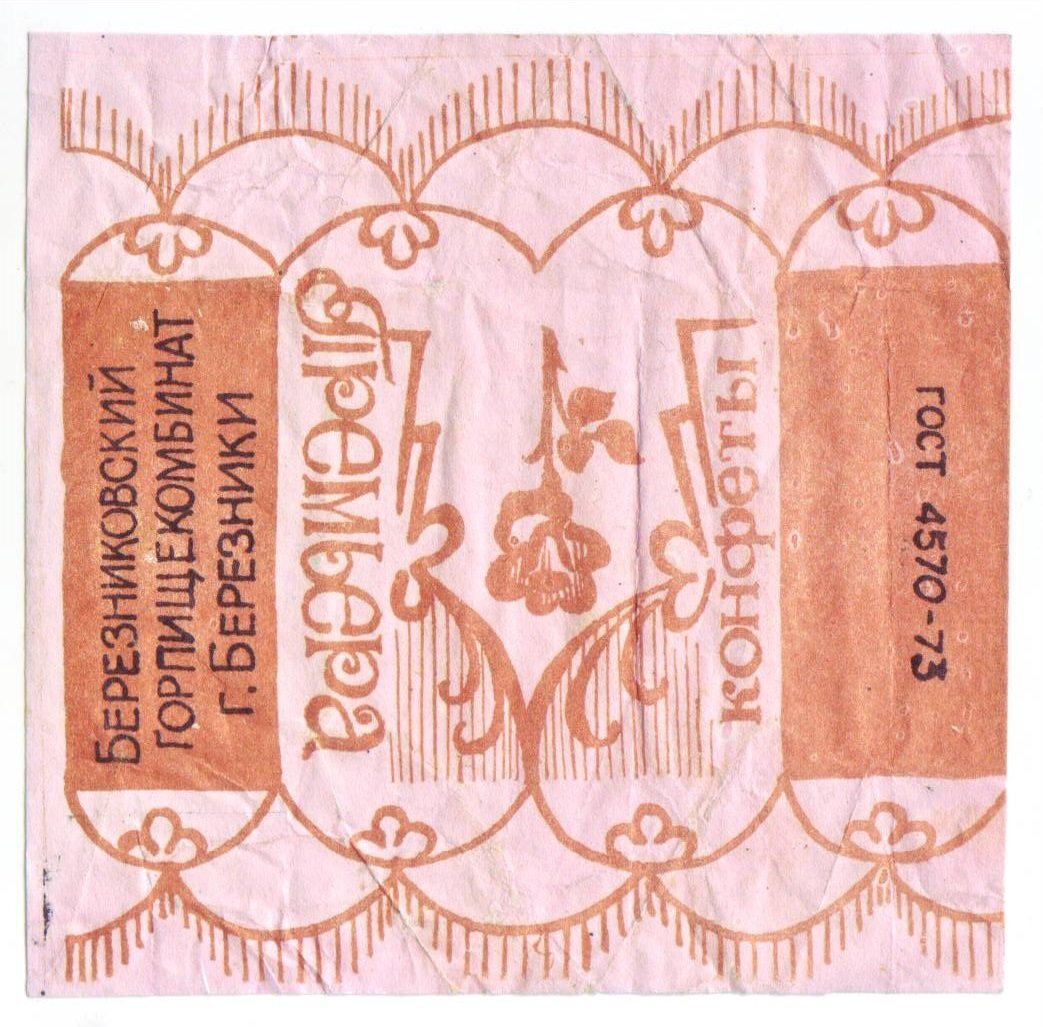 БЕРЕЗНИКОВСКИЙ
ГОРПИЩЕКОМБИНАТ
Г. БЕРЕЗНИКИ
Премьера
конфеты
ГОСТ 4570-73